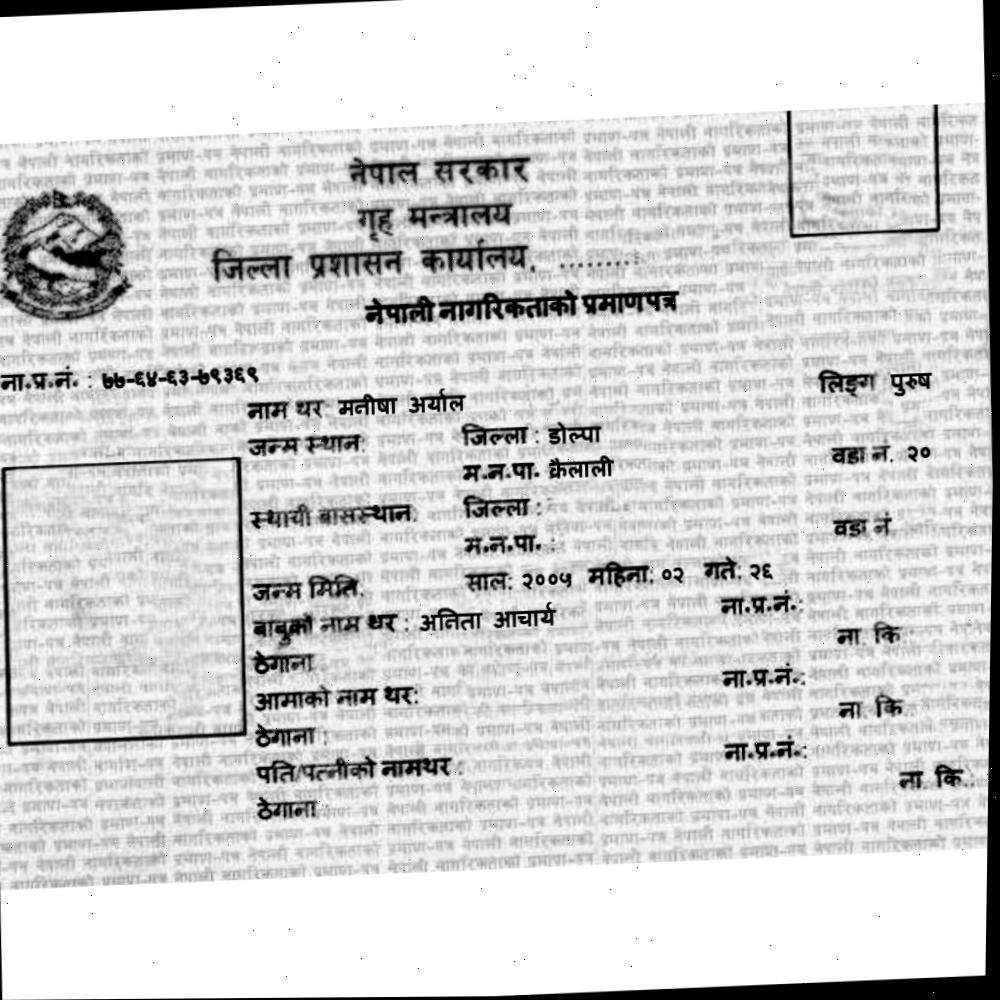 नेपाल सरकार
गृह मन्त्रालय
जिल्ला प्रशासन कार्यालय, .........
नेपाली नागरिकताको प्रमाणपत्र
ना.प्र.नं. : ७७-६४-६३-७९३६९ लिङ्ग पुरुष
नाम थर मनीषा अर्याल
जन्म स्थान: जिल्ला : डोल्पा वडा नं. २०
म.न.पा. कैलाली
स्थायी बासस्थान: जिल्ला : वडा नं
म.न.पा. :
जन्म मिति: साल: २००५ महिना: ०२ गते: २६
बाबुको नाम थर : अनिता आचार्य ना.प्र.नं.:
ठेगाना ना. कि :
आमाको नाम थर: ना.प्र.नं.:
ठेगाना : ना. कि :
पति/पत्नीको नामथर : ना.प्र.नं.:
ठेगाना ना. कि.: